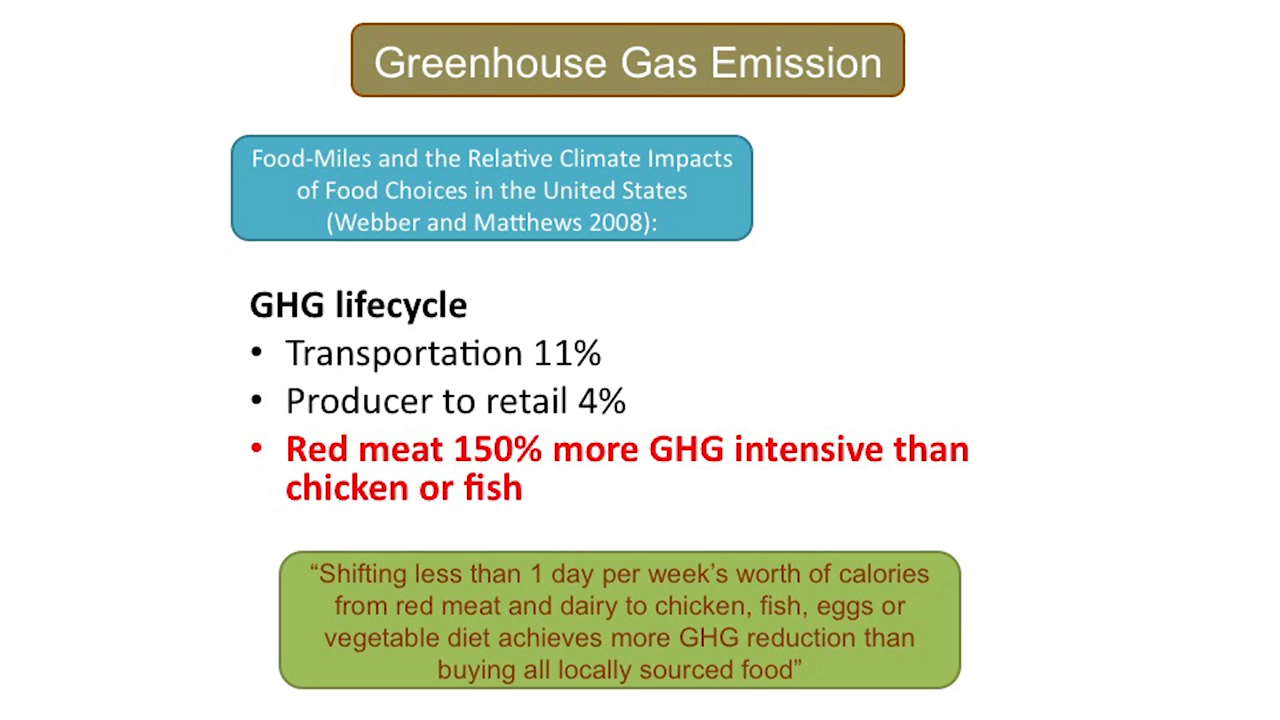 Greenhouse Gas Emission
Food-Miles and the Relative Climate Impacts
of Food Choices in the United States
(Webber and Matthews 2008):
GHG lifecycle
• Transportation 11%
• Producer to retail 4%
• Red meat 150% more GHG intensive than
chicken or fish
“Shifting less than 1 day per week’s worth of calories
from red meat and dairy to chicken, fish, eggs or
vegetable diet achieves more GHG reduction than
buying all locally sourced food”